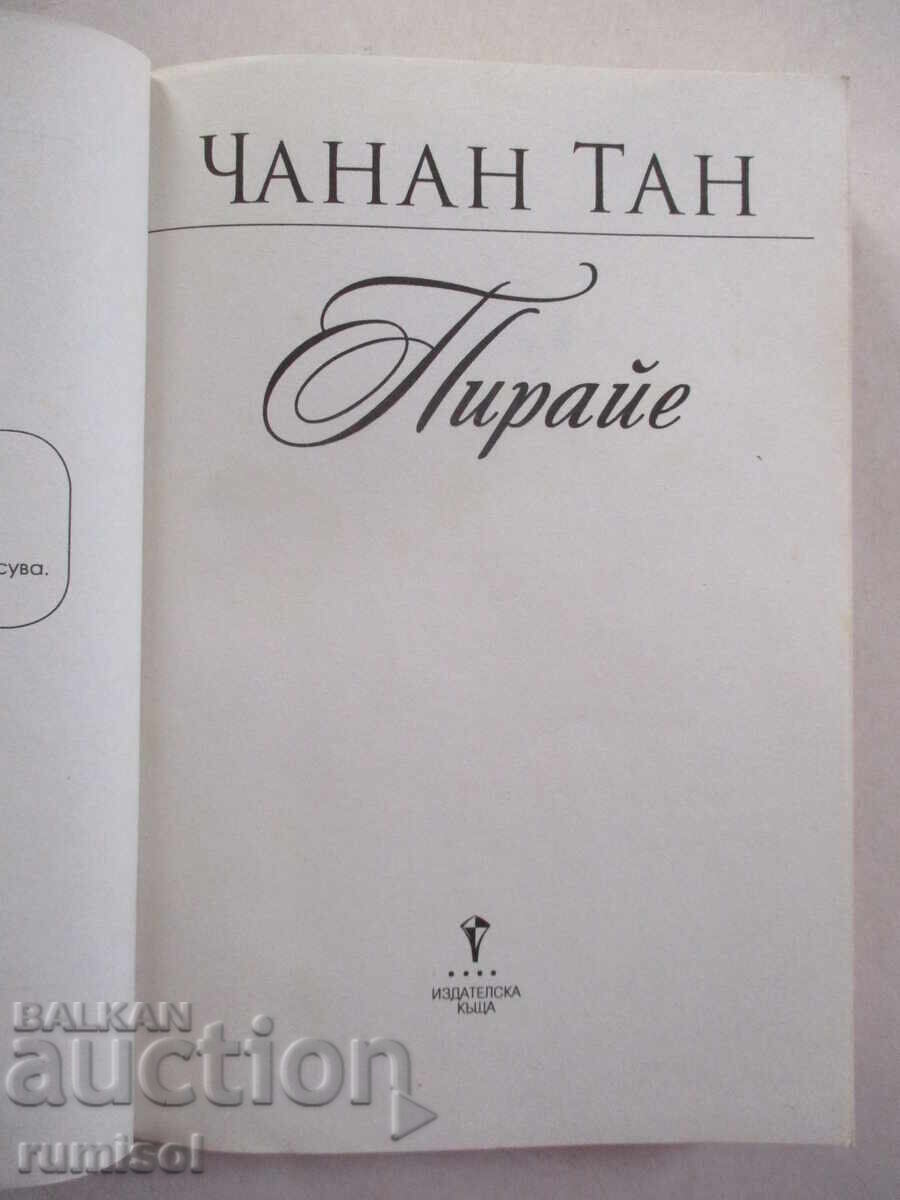 ЧАНАН ТАН
Пирайе
сува.
ИЗДАТЕЛСКА
КЪЩА
BALKAN
auction
rumisol